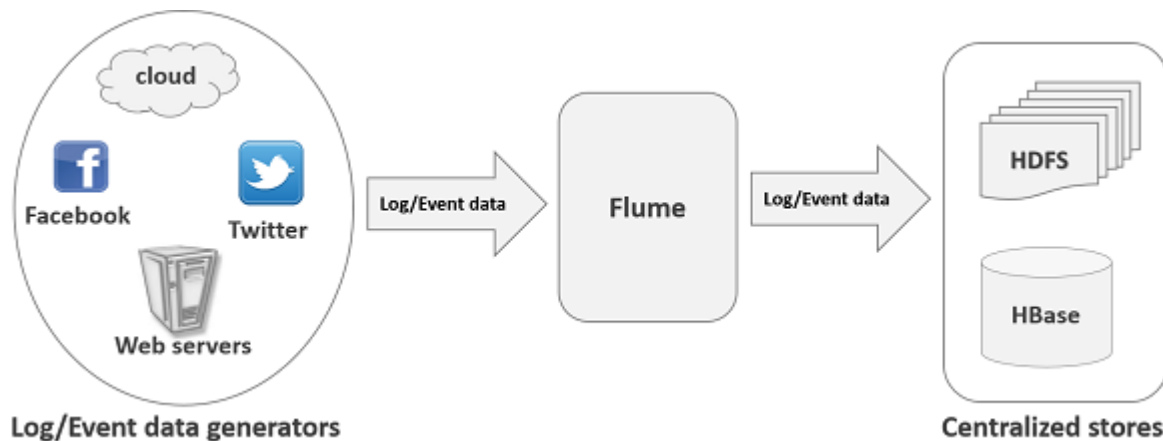 cloud
Facebook
Twitter
Web servers
Log/Event data generators
Log/Event data
Flume
Log/Event data
HDFS
HBase
Centralized stores